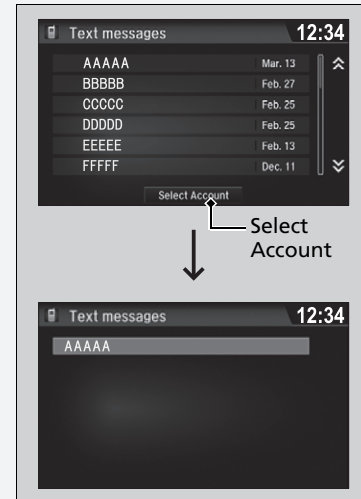 Text messages 12:34
AAAAA Mar. 13
BBBBB Feb. 27
CCCCC Feb. 25
DDDDD Feb. 25
EEEEE Feb. 13
FFFFF Dec. 11
Select Account
Select
Account
Text messages 12:34
AAAAA